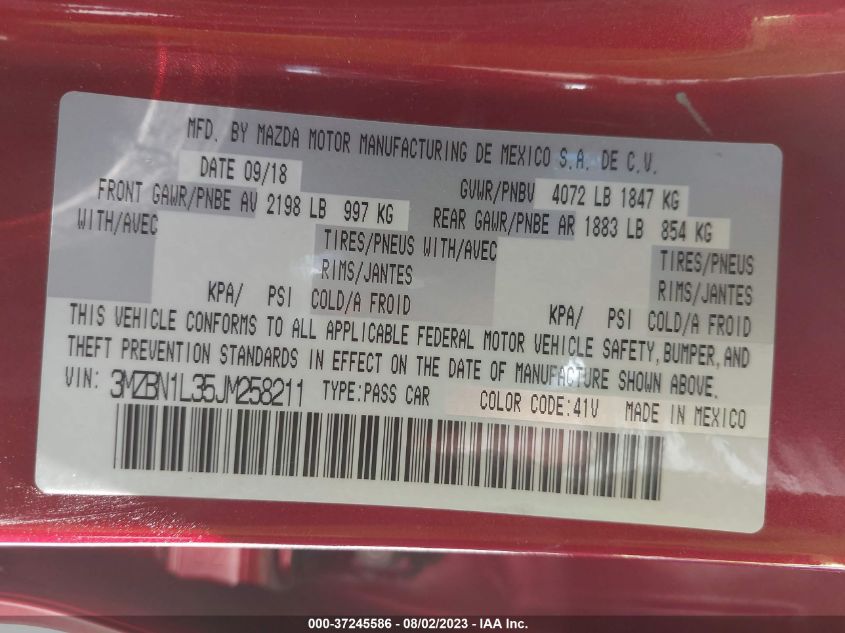 MFD. BY MAZDA MOTOR MANUFACTURING DE MEXICO S.A. DE C.V.
DATE 09/18 GVWR/PNBV 4072 LB 1847 KG
FRONT GAWR/PNBE AV 2198 LB 997 KG REAR GAWR/PNBE AR 1883 LB 854 KG
WITH/AVEC TIRES/PNEUS WITH/AVEC TIRES/PNEUS
RIMS/JANTES RIMS/JANTES
KPA/ PSI COLD/A FROID KPA/ PSI COLD/A FROID
THIS VEHICLE CONFORMS TO ALL APPLICABLE FEDERAL MOTOR VEHICLE SAFETY, BUMPER, AND
THEFT PREVENTION STANDARDS IN EFFECT ON THE DATE OF MANUFACTURE SHOWN ABOVE.
VIN: 3MZBN1L35JM258211 TYPE:PASS CAR COLOR CODE:41V MADE IN MEXICO
000-37245586 - 08/02/2023 - IAA Inc.